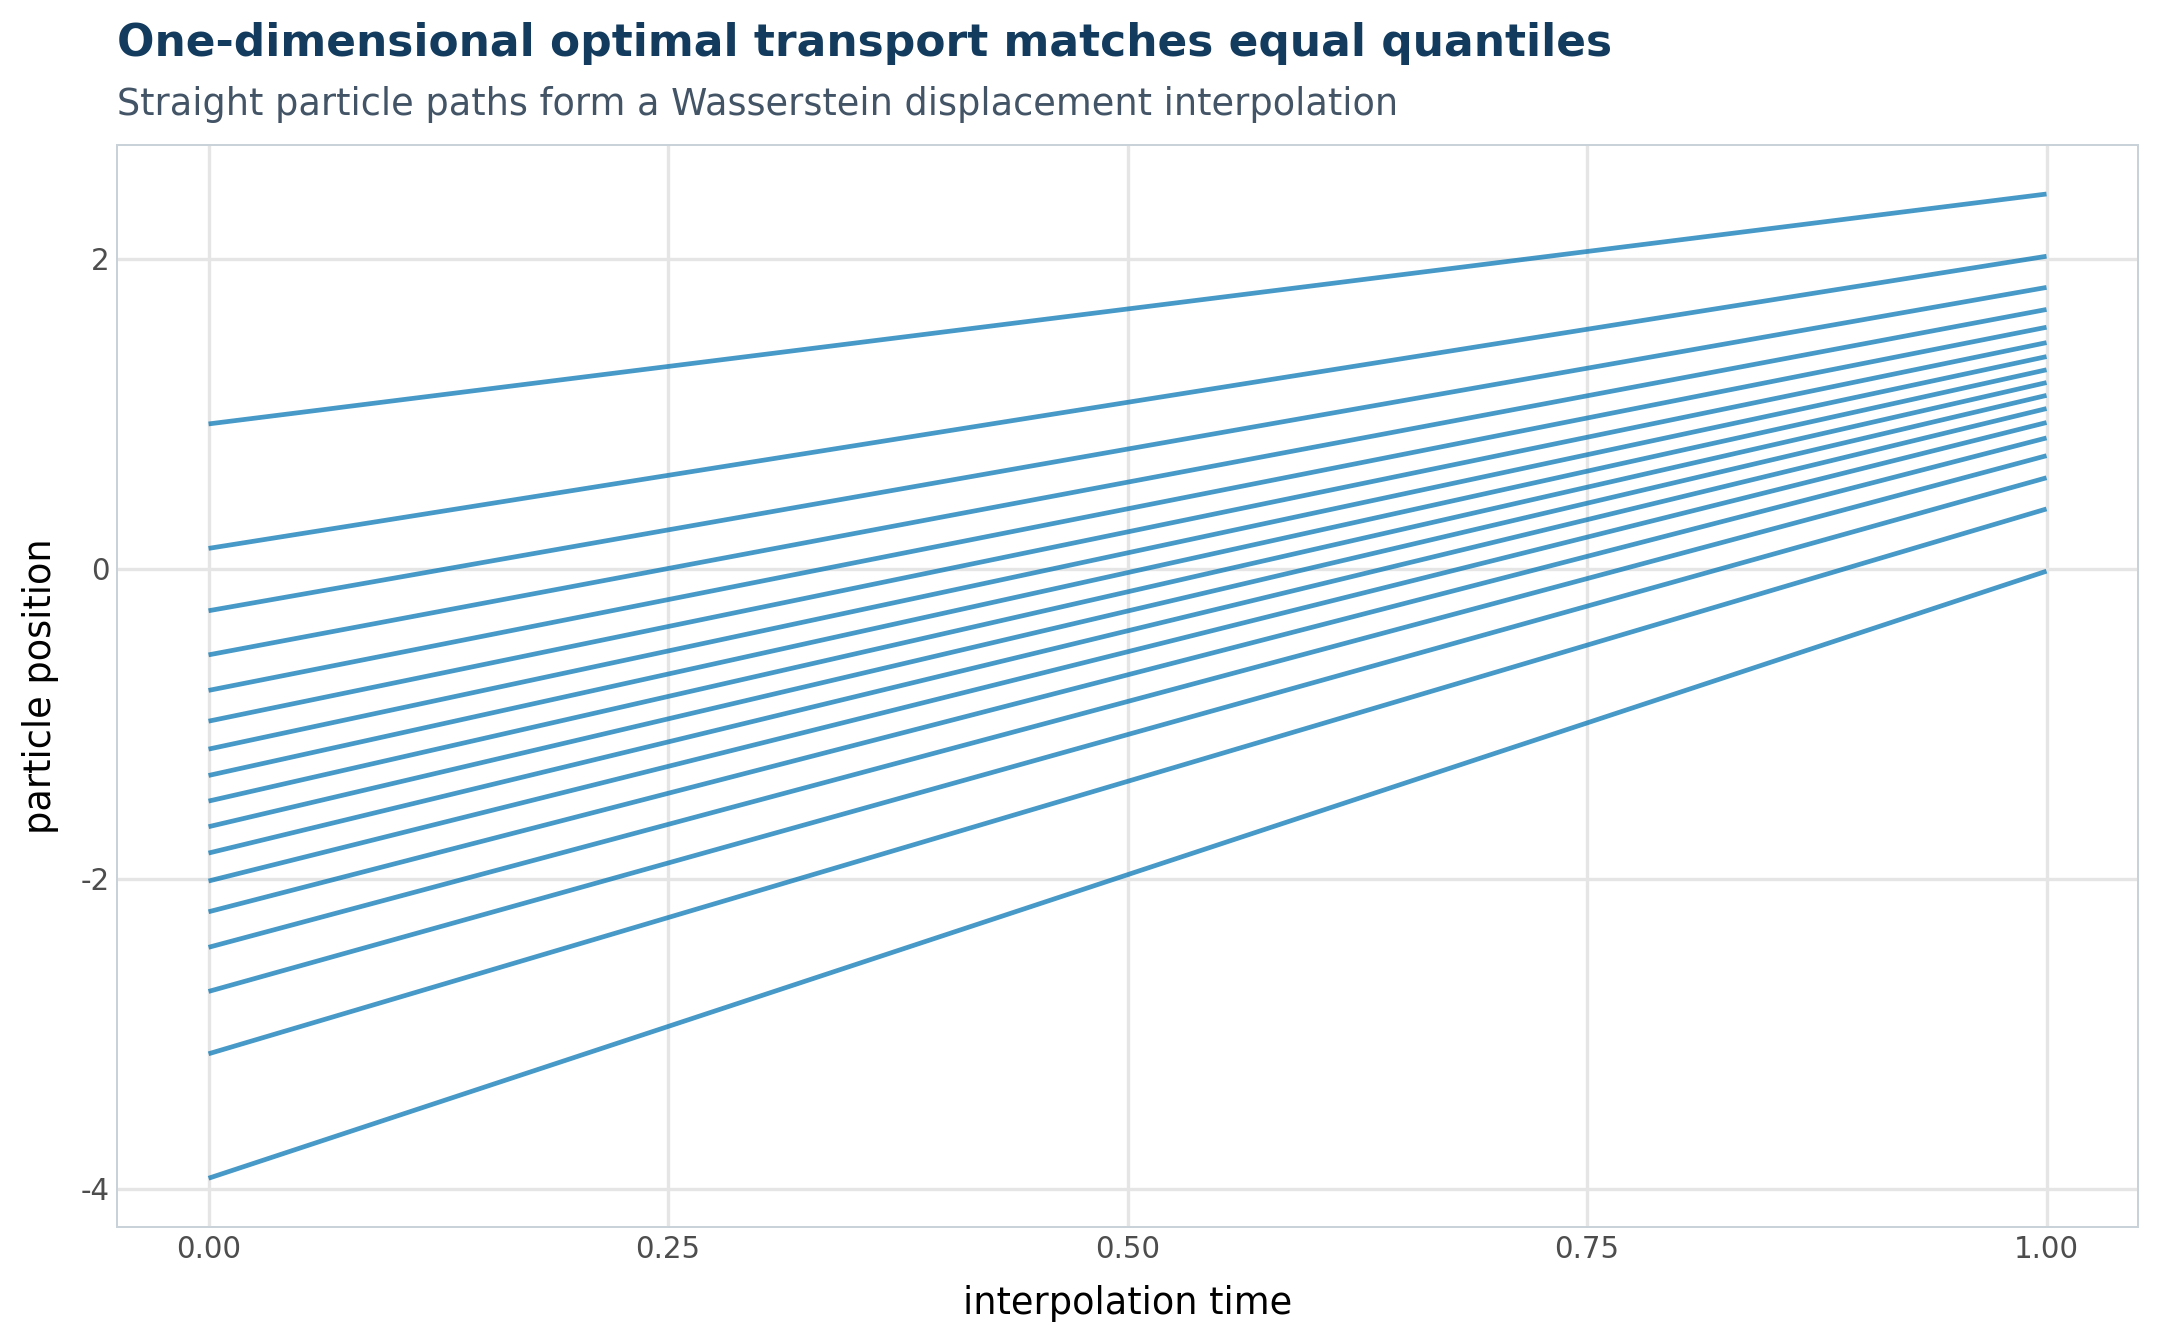 One-dimensional optimal transport matches equal quantiles
Straight particle paths form a Wasserstein displacement interpolation
particle position
2
0
-2
-4
0.00 0.25 0.50 0.75 1.00
interpolation time